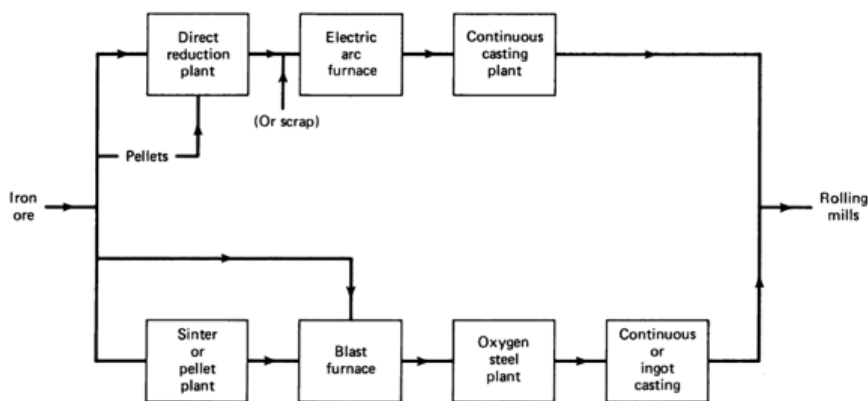 Direct
reduction
plant
Electric
arc
furnace
Continuous
casting
plant
(Or scrap)
Pellets
Iron
ore
Rolling
mills
Sinter
or
pellet
plant
Blast
furnace
Oxygen
steel
plant
Continuous
or
ingot
casting